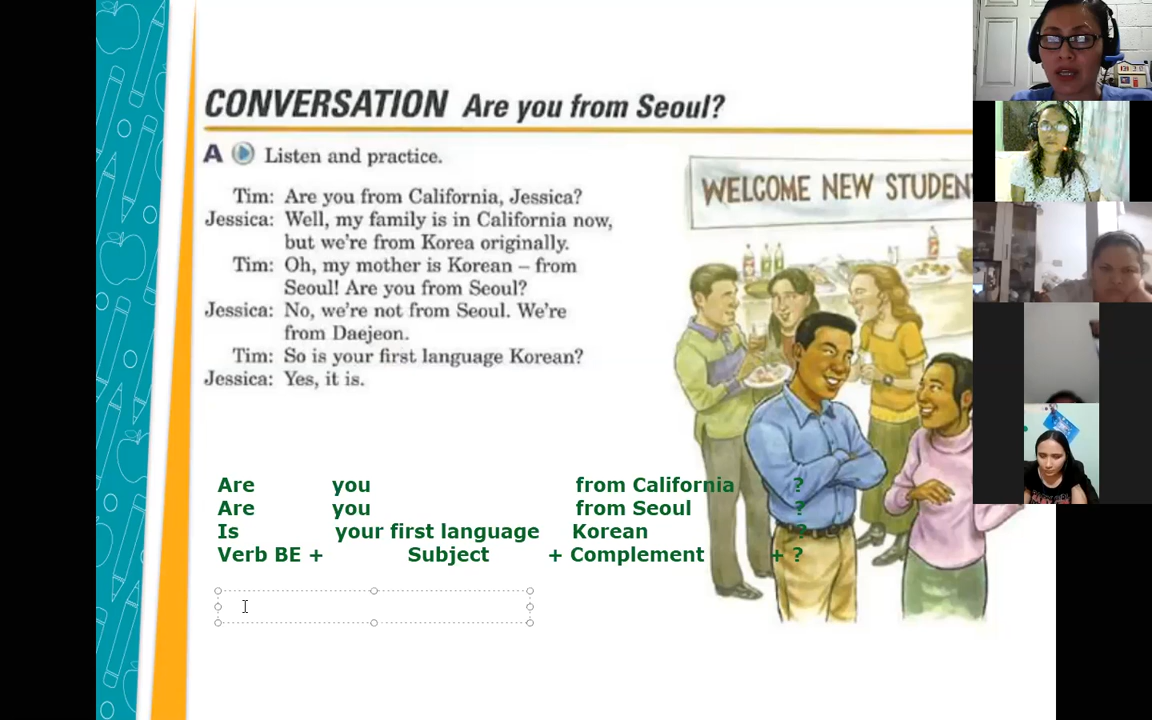 CONVERSATION Are you from Seoul?
A Listen and practice.
Tim: Are you from California, Jessica?
Jessica: Well, my family is in California now,
but we're from Korea originally.
Tim: Oh, my mother is Korean – from
Seoul! Are you from Seoul?
Jessica: No, we're not from Seoul. We're
from Daejeon.
Tim: So is your first language Korean?
Jessica: Yes, it is.
WELCOME NEW STUDEN
Are you from California ?
Are you from Seoul ?
Is your first language Korean ?
Verb BE + Subject + Complement + ?